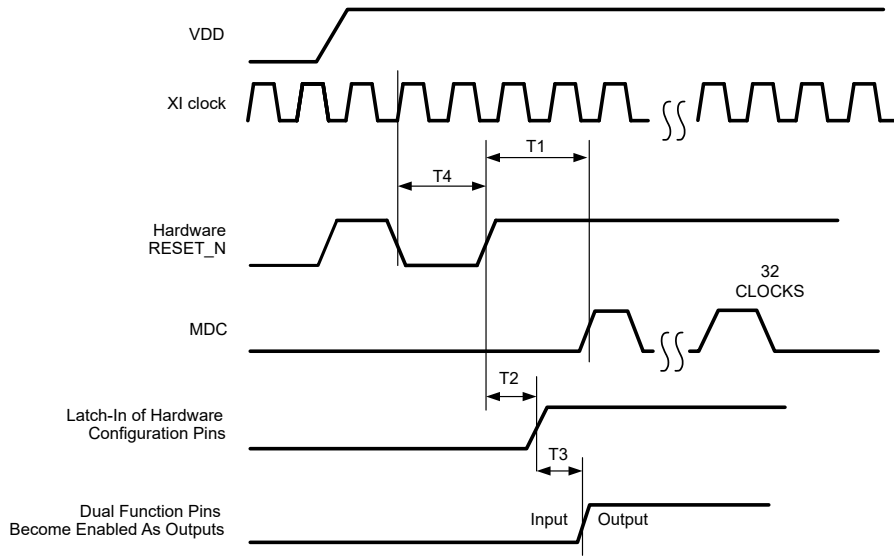 VDD
XI clock
T1
T4
Hardware
RESET_N
32
CLOCKS
MDC
T2
Latch-In of Hardware
Configuration Pins
T3
Dual Function Pins
Become Enabled As Outputs
Input
Output